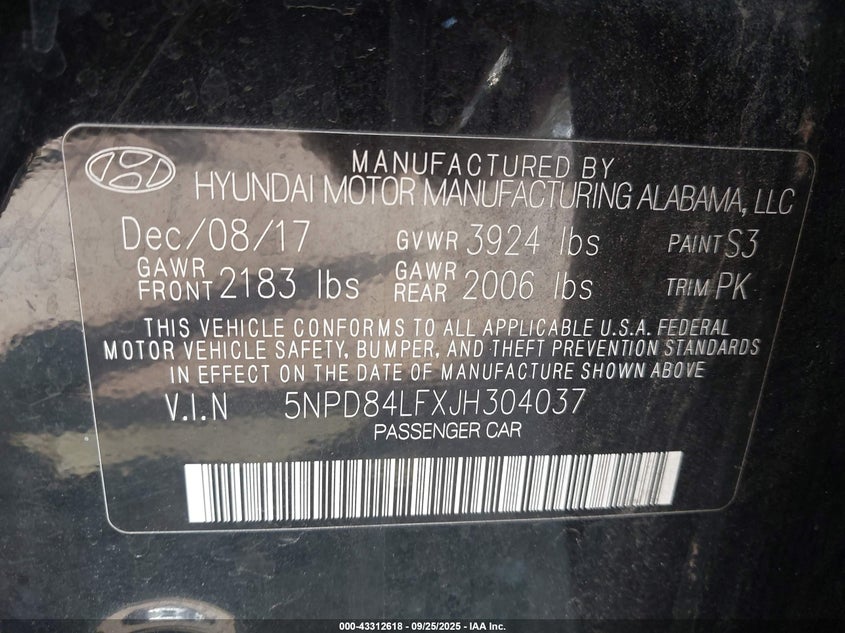 MANUFACTURED BY
HYUNDAI MOTOR MANUFACTURING ALABAMA, LLC
Dec/08/17 GVWR 3924 lbs PAINT S3
GAWR FRONT 2183 lbs GAWR REAR 2006 lbs TRIM PK
THIS VEHICLE CONFORMS TO ALL APPLICABLE U.S.A. FEDERAL
MOTOR VEHICLE SAFETY, BUMPER, AND THEFT PREVENTION STANDARDS
IN EFFECT ON THE DATE OF MANUFACTURE SHOWN ABOVE.
V.I.N 5NPD84LFXJH304037
PASSENGER CAR
000-43312618 - 09/25/2025 - IAA Inc.